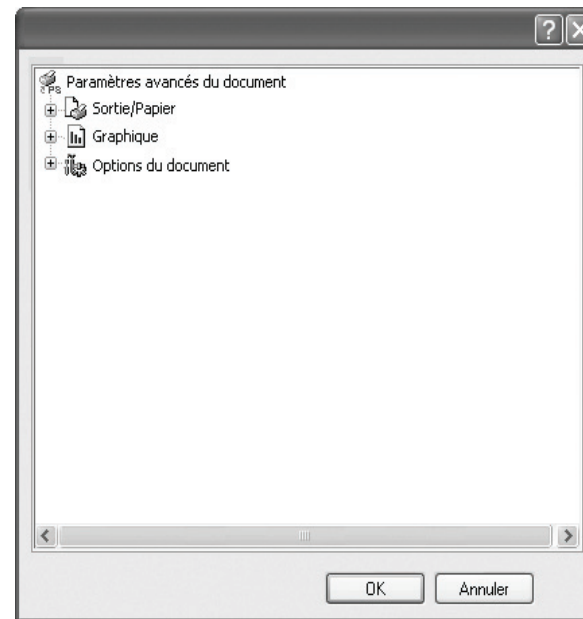 Paramètres avancés du document
Sortie/Papier
Graphique
Options du document
OK
Annuler